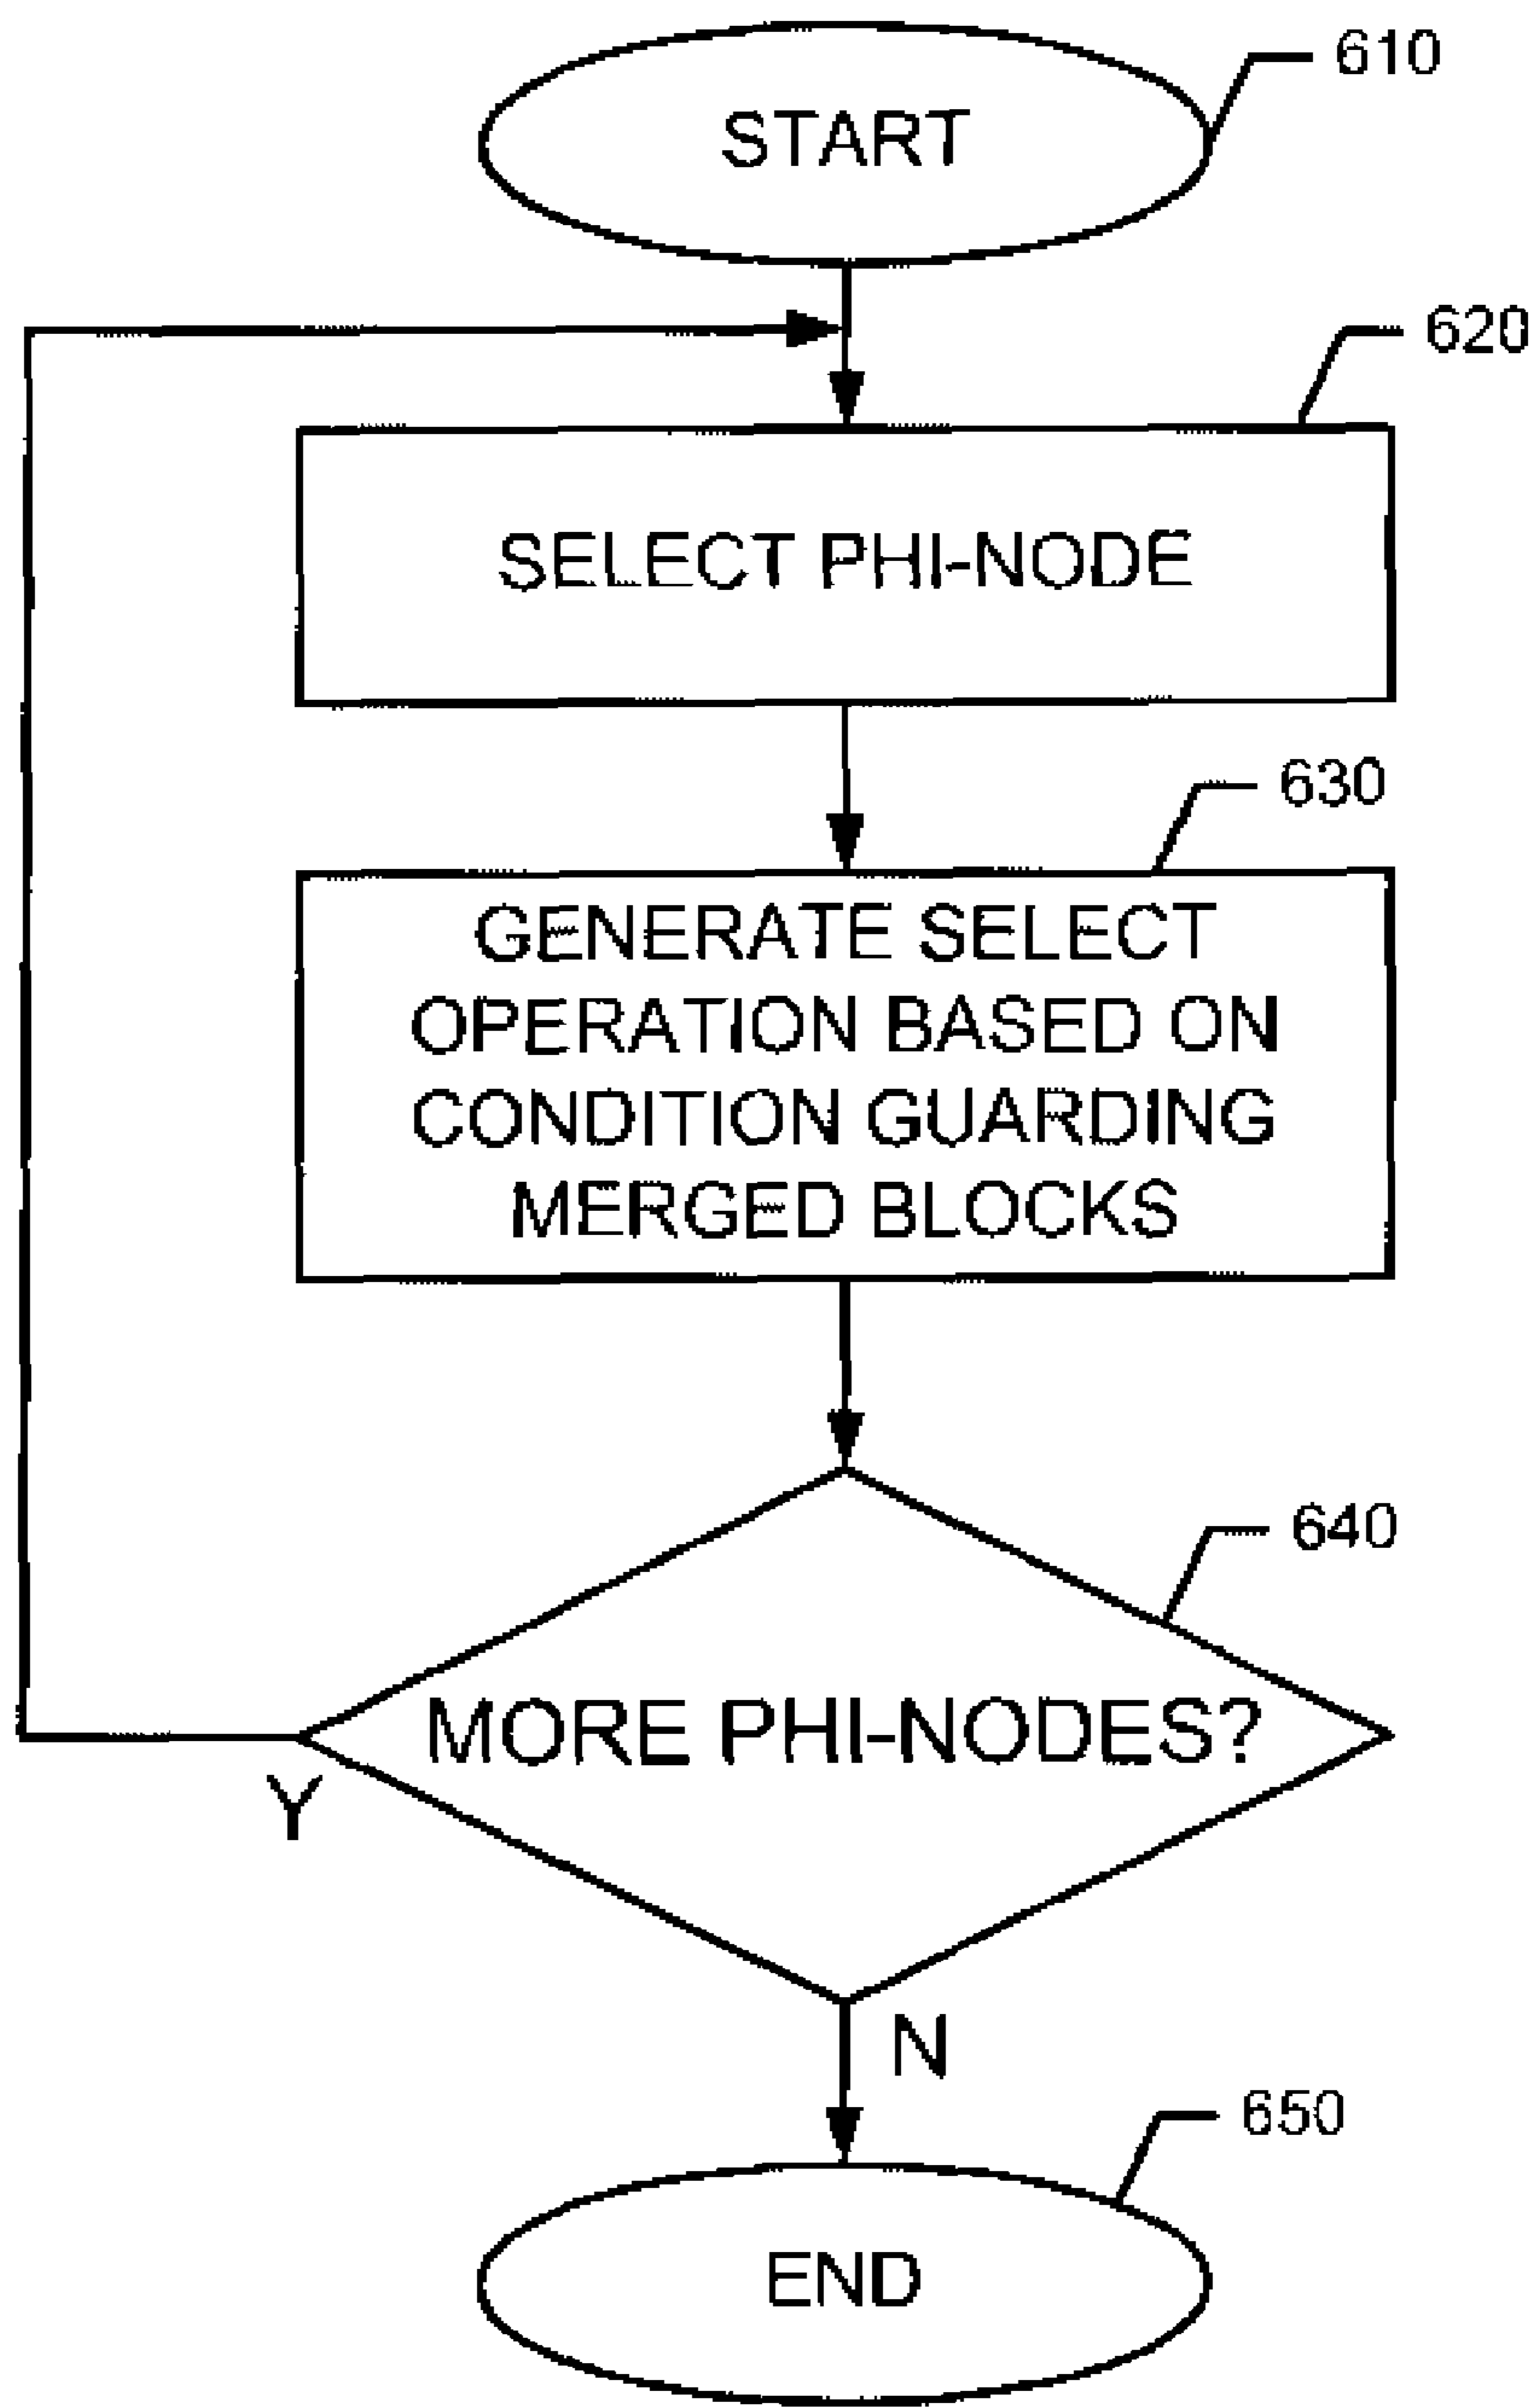 610
START
620
SELECT PHI-NODE
630
GENERATE SELECT
OPERATION BASED ON
CONDITION GUARDING
MERGED BLOCKS
640
MORE PHI-NODES?
Y
N
650
END